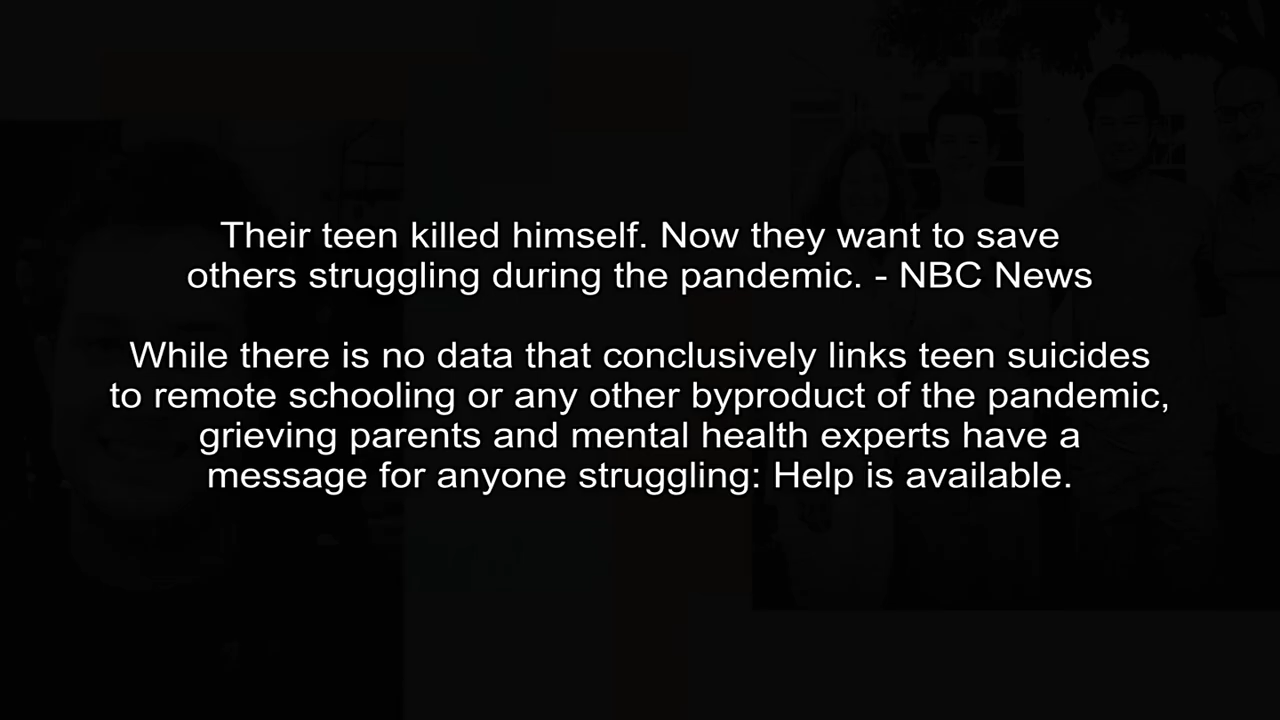 Their teen killed himself. Now they want to save
others struggling during the pandemic. - NBC News
While there is no data that conclusively links teen suicides
to remote schooling or any other byproduct of the pandemic,
grieving parents and mental health experts have a
message for anyone struggling: Help is available.